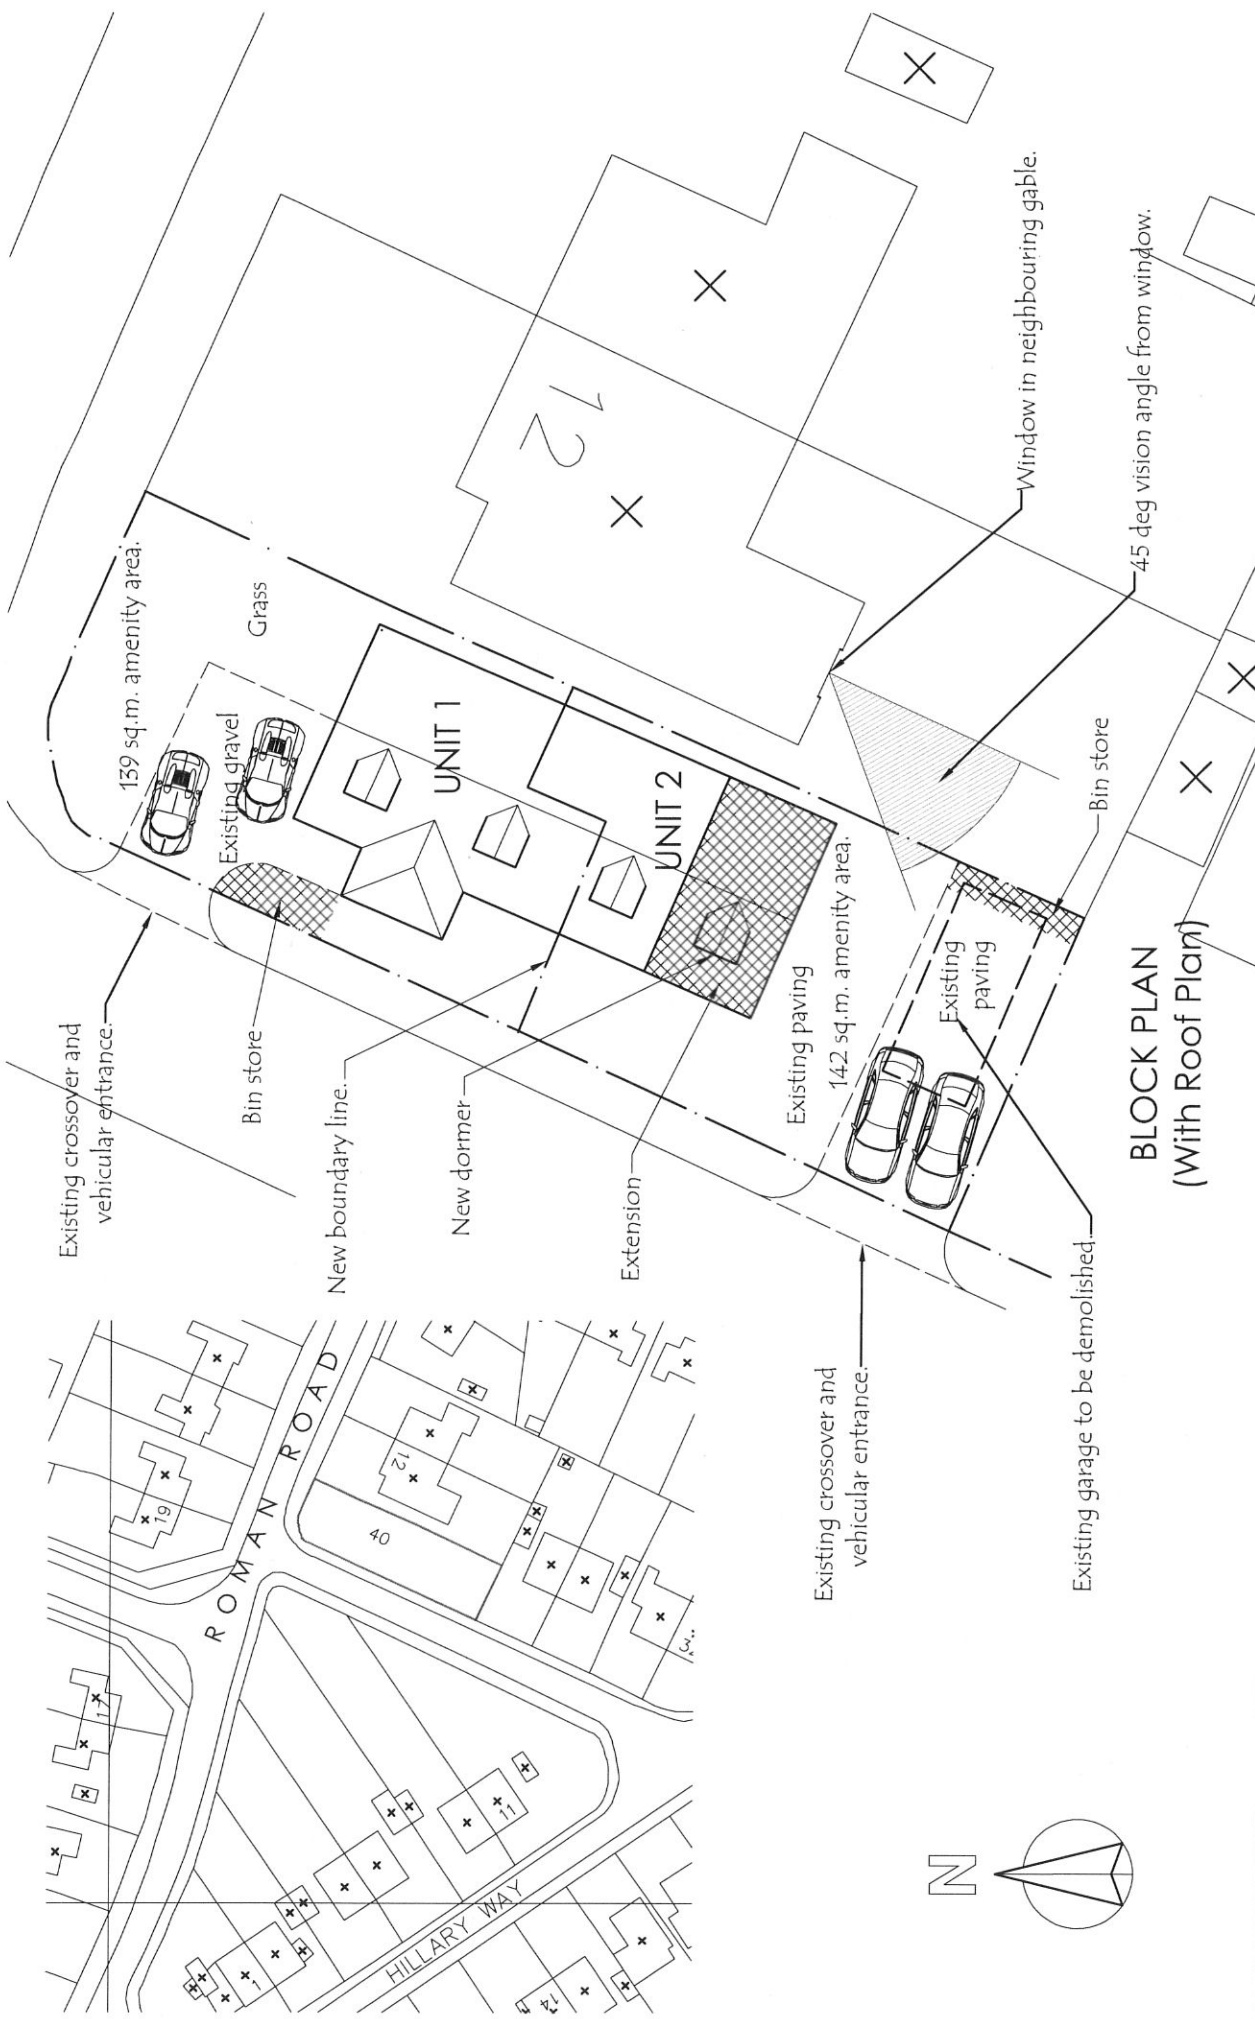 139 sq.m. amenity area.
Grass
Existing gravel
UNIT 1
UNIT 2
12
Existing crossover and
vehicular entrance.
Bin store
New boundary line.
New dormer
Extension
Existing paving
142 sq.m. amenity area.
Existing
paving
Window in neighbouring gable.
45 deg vision angle from window.
Bin store
Existing crossover and
vehicular entrance.
Existing garage to be demolished.
BLOCK PLAN
(With Roof Plan)
ROMAN ROAD
19
17
12
40
11
1
14
HILLARY WAY
N